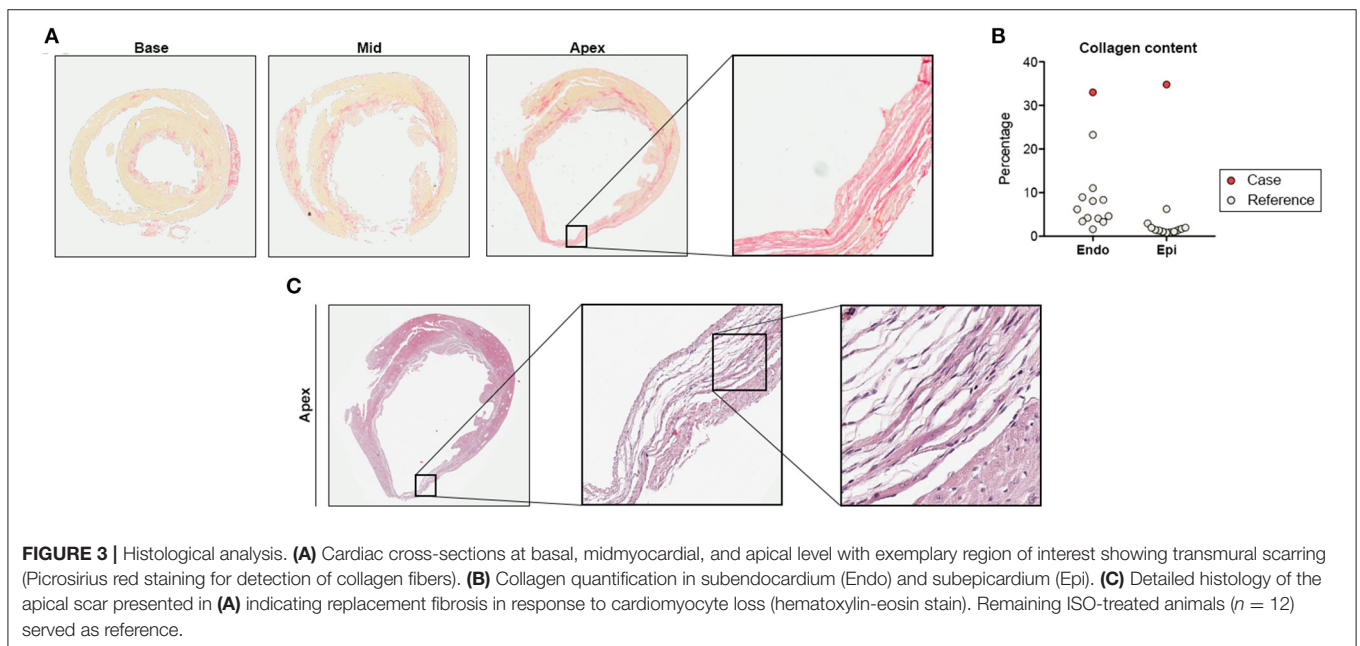 A
Base
Mid
Apex
B
Collagen content
40
30
20
10
0
Percentage
Endo
Epi
Case
Reference
C
Apex
FIGURE 3 | Histological analysis. (A) Cardiac cross-sections at basal, midmyocardial, and apical level with exemplary region of interest showing transmural scarring
(Picrosirius red staining for detection of collagen fibers). (B) Collagen quantification in subendocardium (Endo) and subepicardium (Epi). (C) Detailed histology of the
apical scar presented in (A) indicating replacement fibrosis in response to cardiomyocyte loss (hematoxylin-eosin stain). Remaining ISO-treated animals (n = 12)
served as reference.